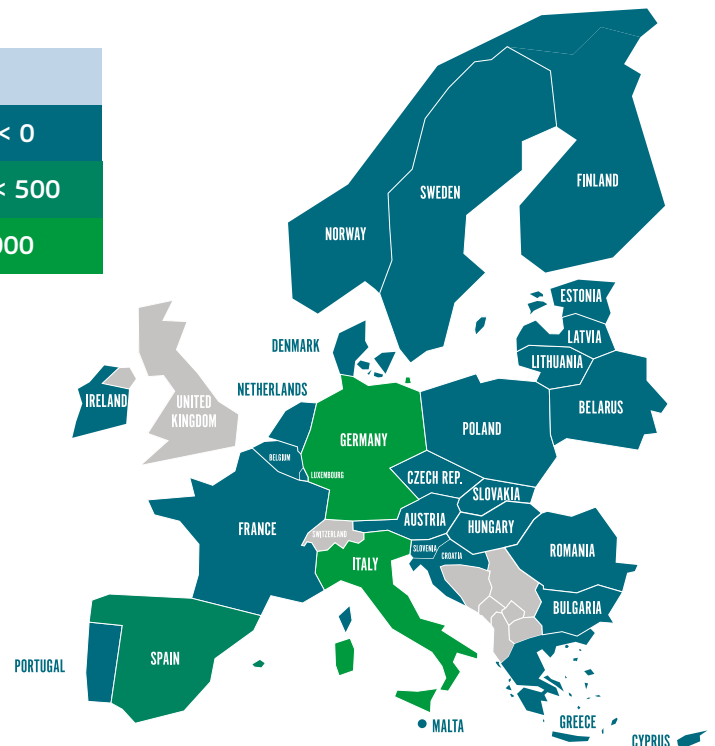 < 0
< 500
000
NORWAY
SWEDEN
FINLAND
ESTONIA
LATVIA
LITHUANIA
BELARUS
DENMARK
NETHERLANDS
IRELAND
UNITED
KINGDOM
GERMANY
POLAND
BELGIUM
LUXEMBOURG
CZECH REP.
SLOVAKIA
FRANCE
SWITZERLAND
AUSTRIA
HUNGARY
SLOVENIA
CROATIA
ITALY
ROMANIA
BULGARIA
PORTUGAL
SPAIN
MALTA
GREECE
CYPRUS